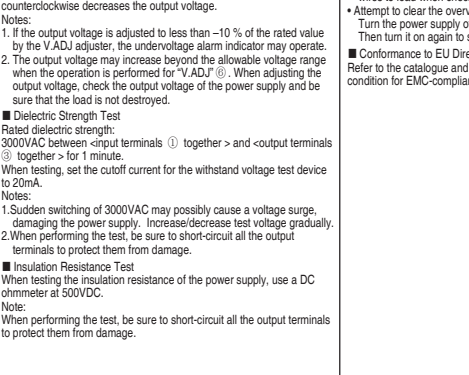 counterclockwise decreases the output voltage.
Notes:
1. If the output voltage is adjusted to less than –10 % of the rated value
by the V.ADJ adjuster, the undervoltage alarm indicator may operate.
2. The output voltage may increase beyond the allowable voltage range
when the operation is performed for “V.ADJ” ⑥ . When adjusting the
output voltage, check the output voltage of the power supply and be
sure that the load is not destroyed.
■ Dielectric Strength Test
Rated dielectric strength:
3000VAC between <input terminals ① together > and <output terminals
③ together > for 1 minute.
When testing, set the cutoff current for the withstand voltage test device
to 20mA.
Notes:
1.Sudden switching of 3000VAC may possibly cause a voltage surge,
damaging the power supply. Increase/decrease test voltage gradually.
2.When performing the test, be sure to short-circuit all the output
terminals to protect them from damage.
■ Insulation Resistance Test
When testing the insulation resistance of the power supply, use a DC
ohmmeter at 500VDC.
Note:
When performing the test, be sure to short-circuit all the output terminals
to protect them from damage.
• Attempt to clear the overv
Turn the power supply o
Then turn it on again to s
■ Conformance to EU Dire
Refer to the catalogue and
condition for EMC-complian